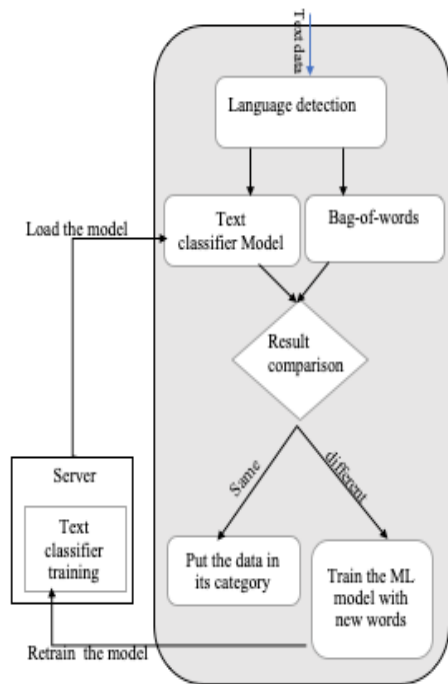 Text data
Language detection
Text
classifier Model
Bag-of-words
Load the model
Result
comparison
Same
different
Server
Text
classifier
training
Put the data in
its category
Train the ML
model with
new words
Retrain the model